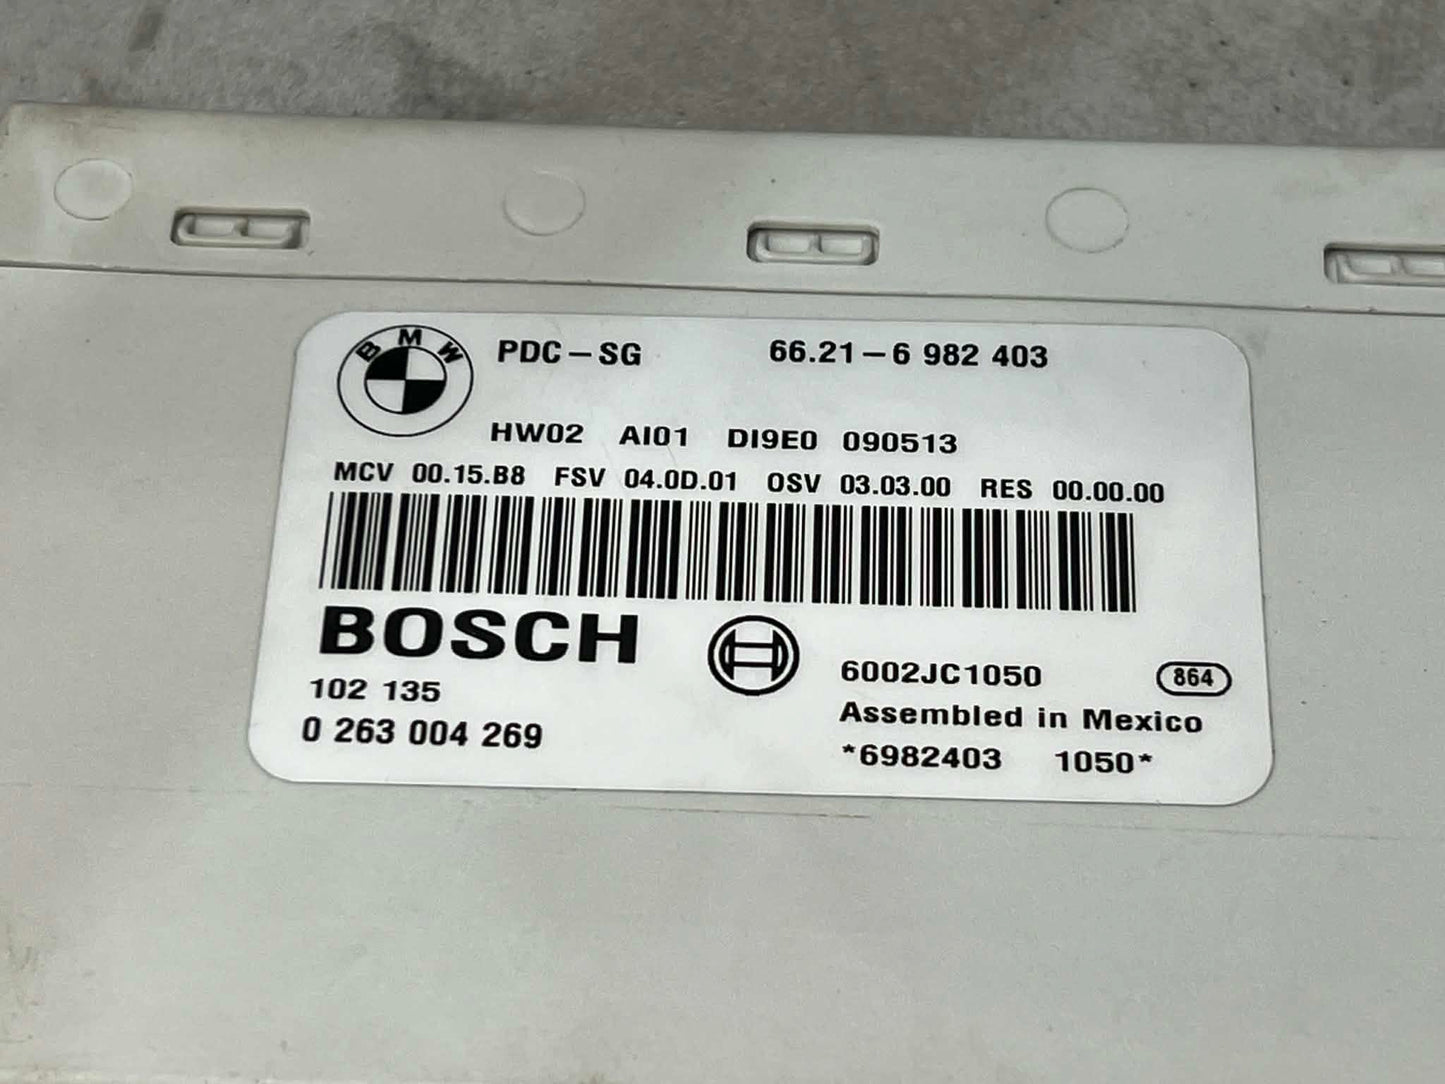 BMW
PDC-SG 66.21-6 982 403
HW02 AI01 DI9E0 090513
MCV 00.15.B8 FSV 04.0D.01 OSV 03.03.00 RES 00.00.00
BOSCH
102 135
0 263 004 269
6002JC1050 864
Assembled in Mexico
*6982403 1050*